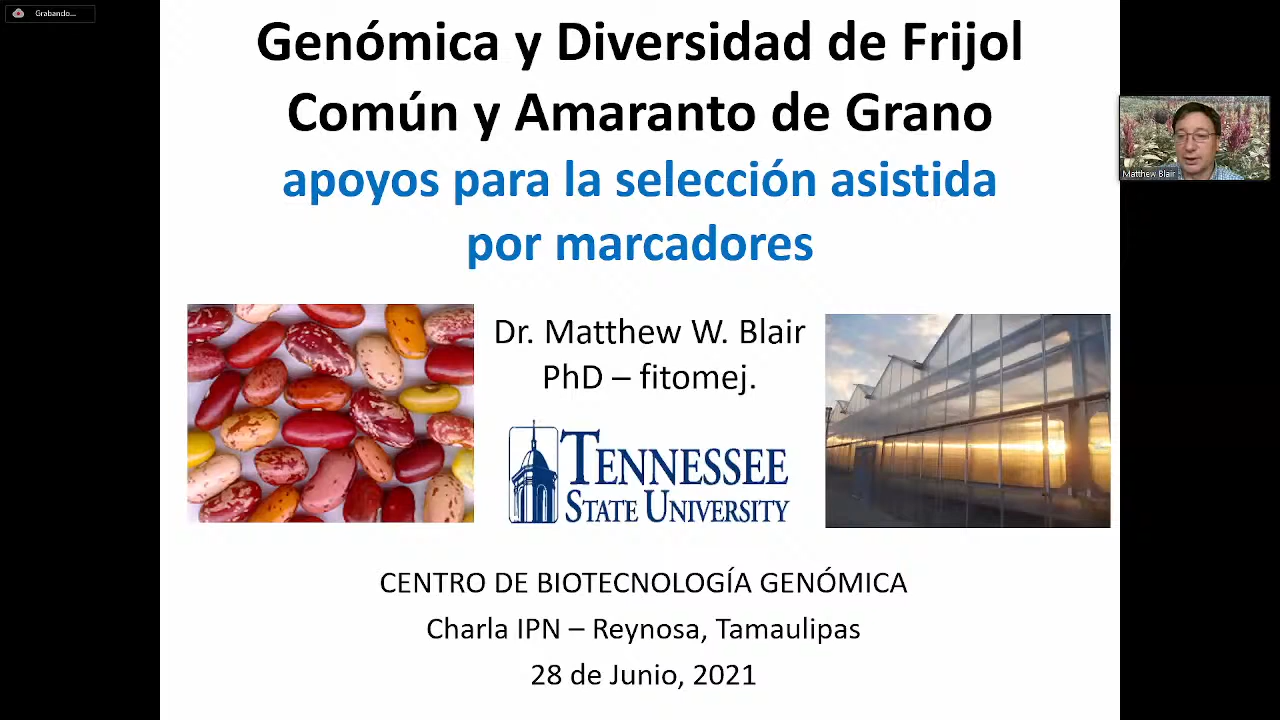 Grabando...
Genómica y Diversidad de Frijol
Común y Amaranto de Grano
apoyos para la selección asistida
por marcadores
Matthew Blair
Dr. Matthew W. Blair
PhD – fitomej.
TENNESSEE
STATE UNIVERSITY
CENTRO DE BIOTECNOLOGÍA GENÓMICA
Charla IPN – Reynosa, Tamaulipas
28 de Junio, 2021